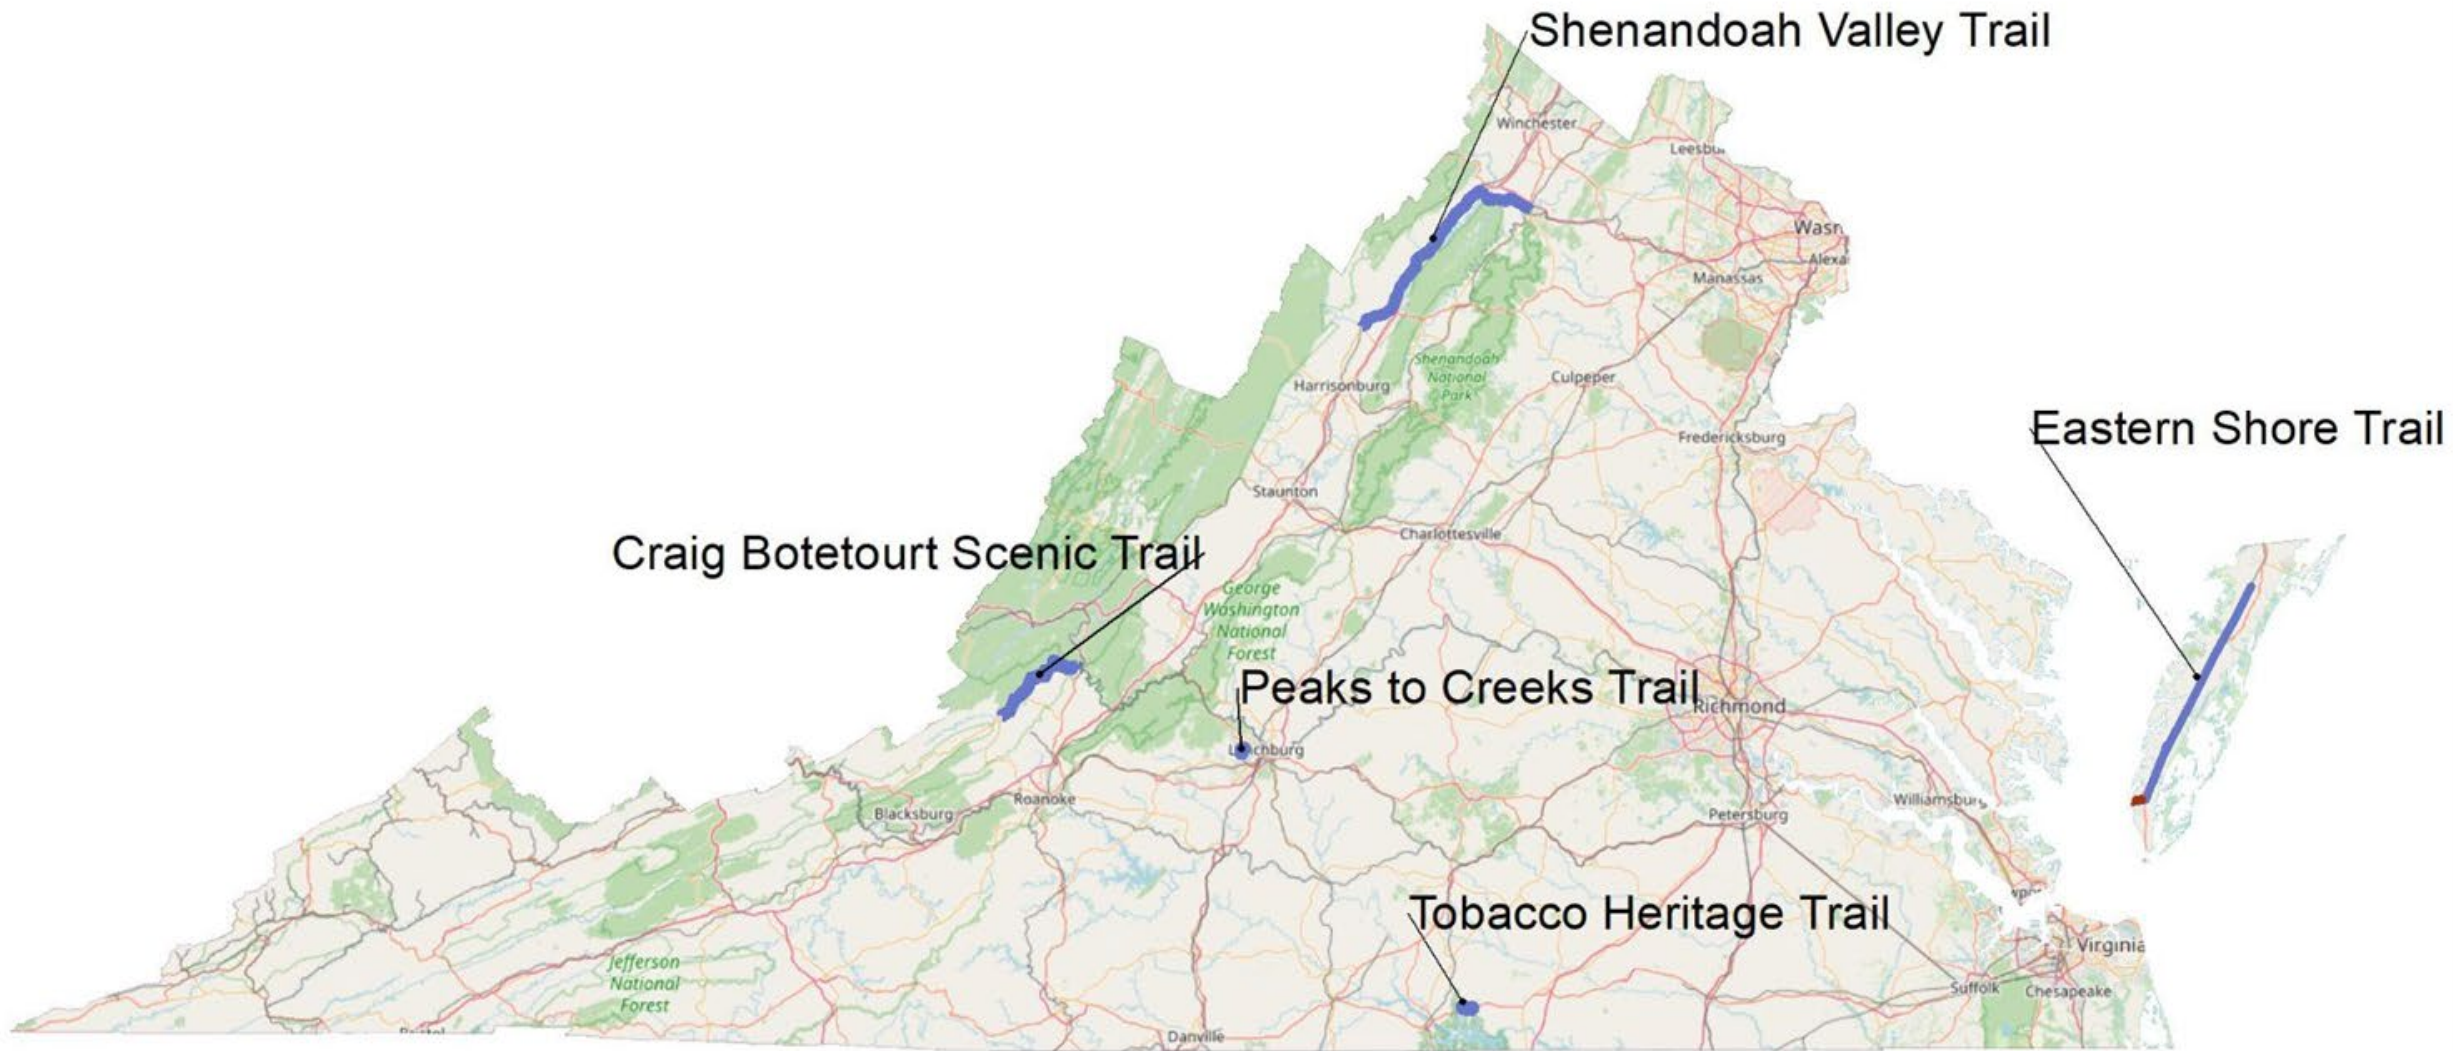 Shenandoah Valley Trail
Winchester
Leesbu
Wasn
Alexa
Manassas
Shenandoah
National
Park
Harrisonburg
Culpeper
Eastern Shore Trail
Fredericksburg
Staunton
Charlottesville
Craig Botetourt Scenic Trail
George
Washington
National
Forest
Peaks to Creeks Trail
Richmond
chburg
Roanoke
Blacksburg
Williamsbur
Petersburg
Tobacco Heritage Trail
Virginia
Jefferson
National
Forest
Suffolk
Chesapeake
Danville